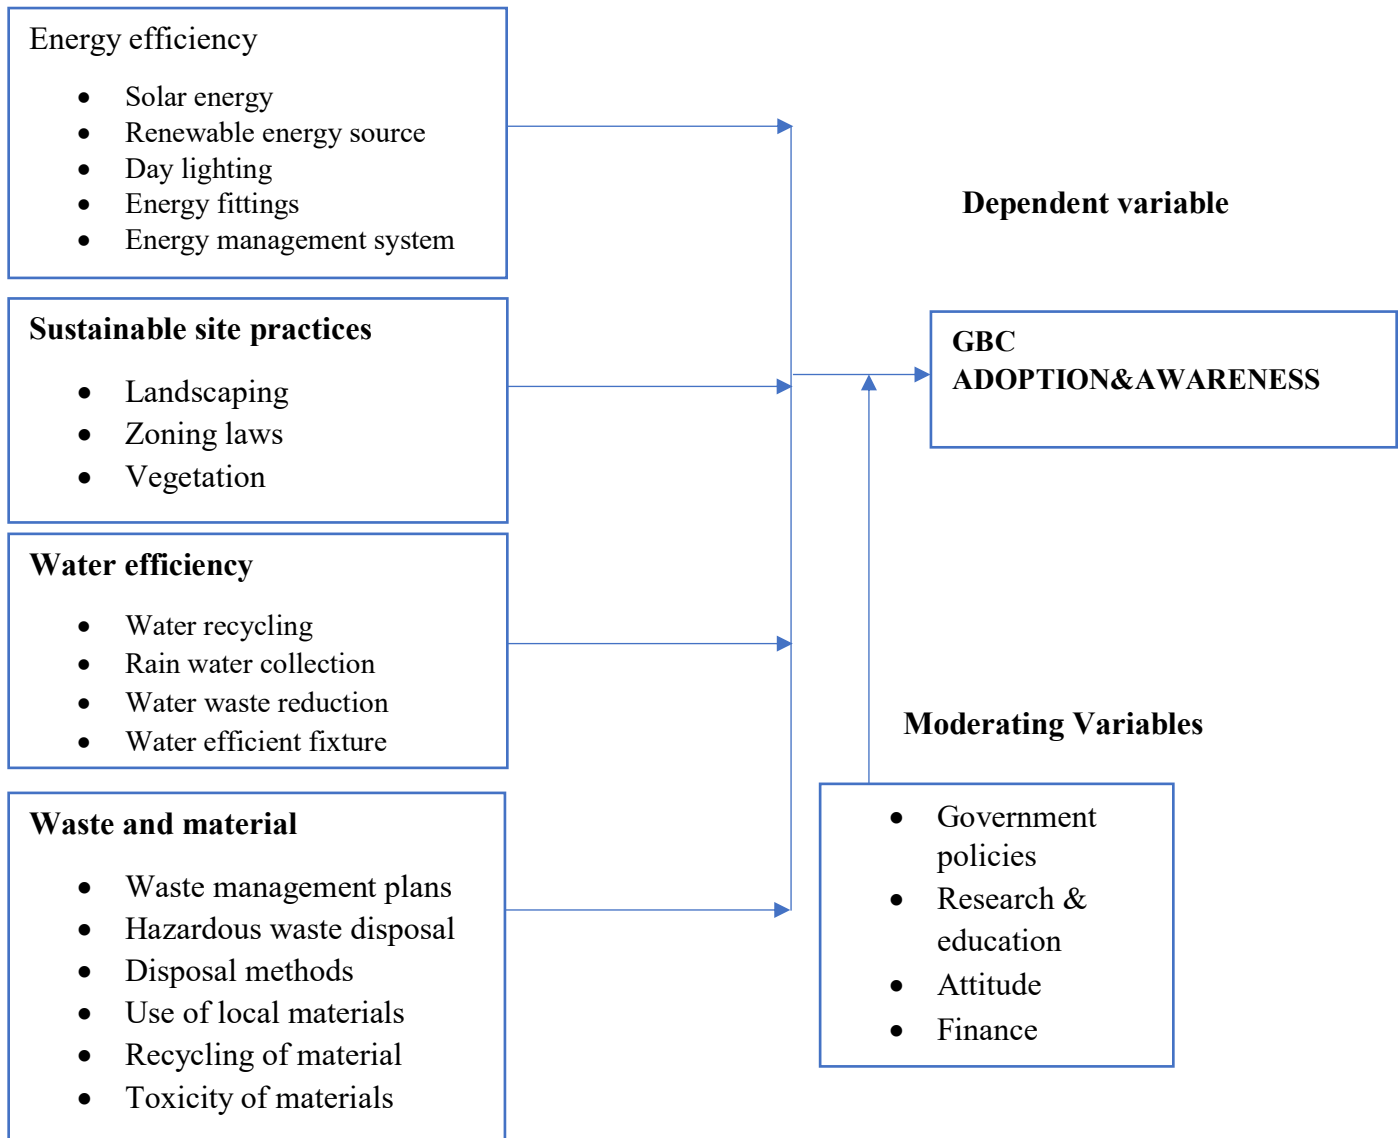 Energy efficiency
• Solar energy
• Renewable energy source
• Day lighting
• Energy fittings
• Energy management system
Sustainable site practices
• Landscaping
• Zoning laws
• Vegetation
Water efficiency
• Water recycling
• Rain water collection
• Water waste reduction
• Water efficient fixture
Waste and material
• Waste management plans
• Hazardous waste disposal
• Disposal methods
• Use of local materials
• Recycling of material
• Toxicity of materials
Dependent variable
GBC
ADOPTION&AWARENESS
Moderating Variables
• Government
policies
• Research &
education
• Attitude
• Finance